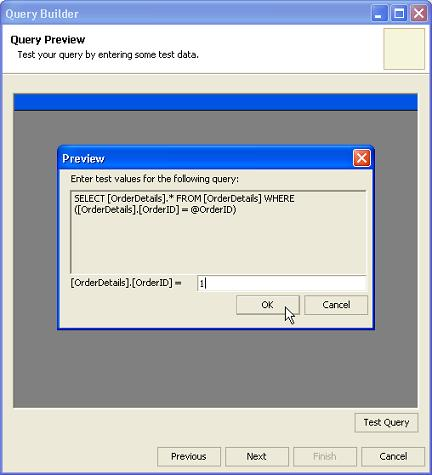 Query Builder
Query Preview
Test your query by entering some test data.
Preview
Enter test values for the following query:
SELECT [OrderDetails].* FROM [OrderDetails] WHERE
([OrderDetails].[OrderID] = @OrderID)
[OrderDetails].[OrderID] = 1
OK Cancel
Test Query
Previous Next Finish Cancel